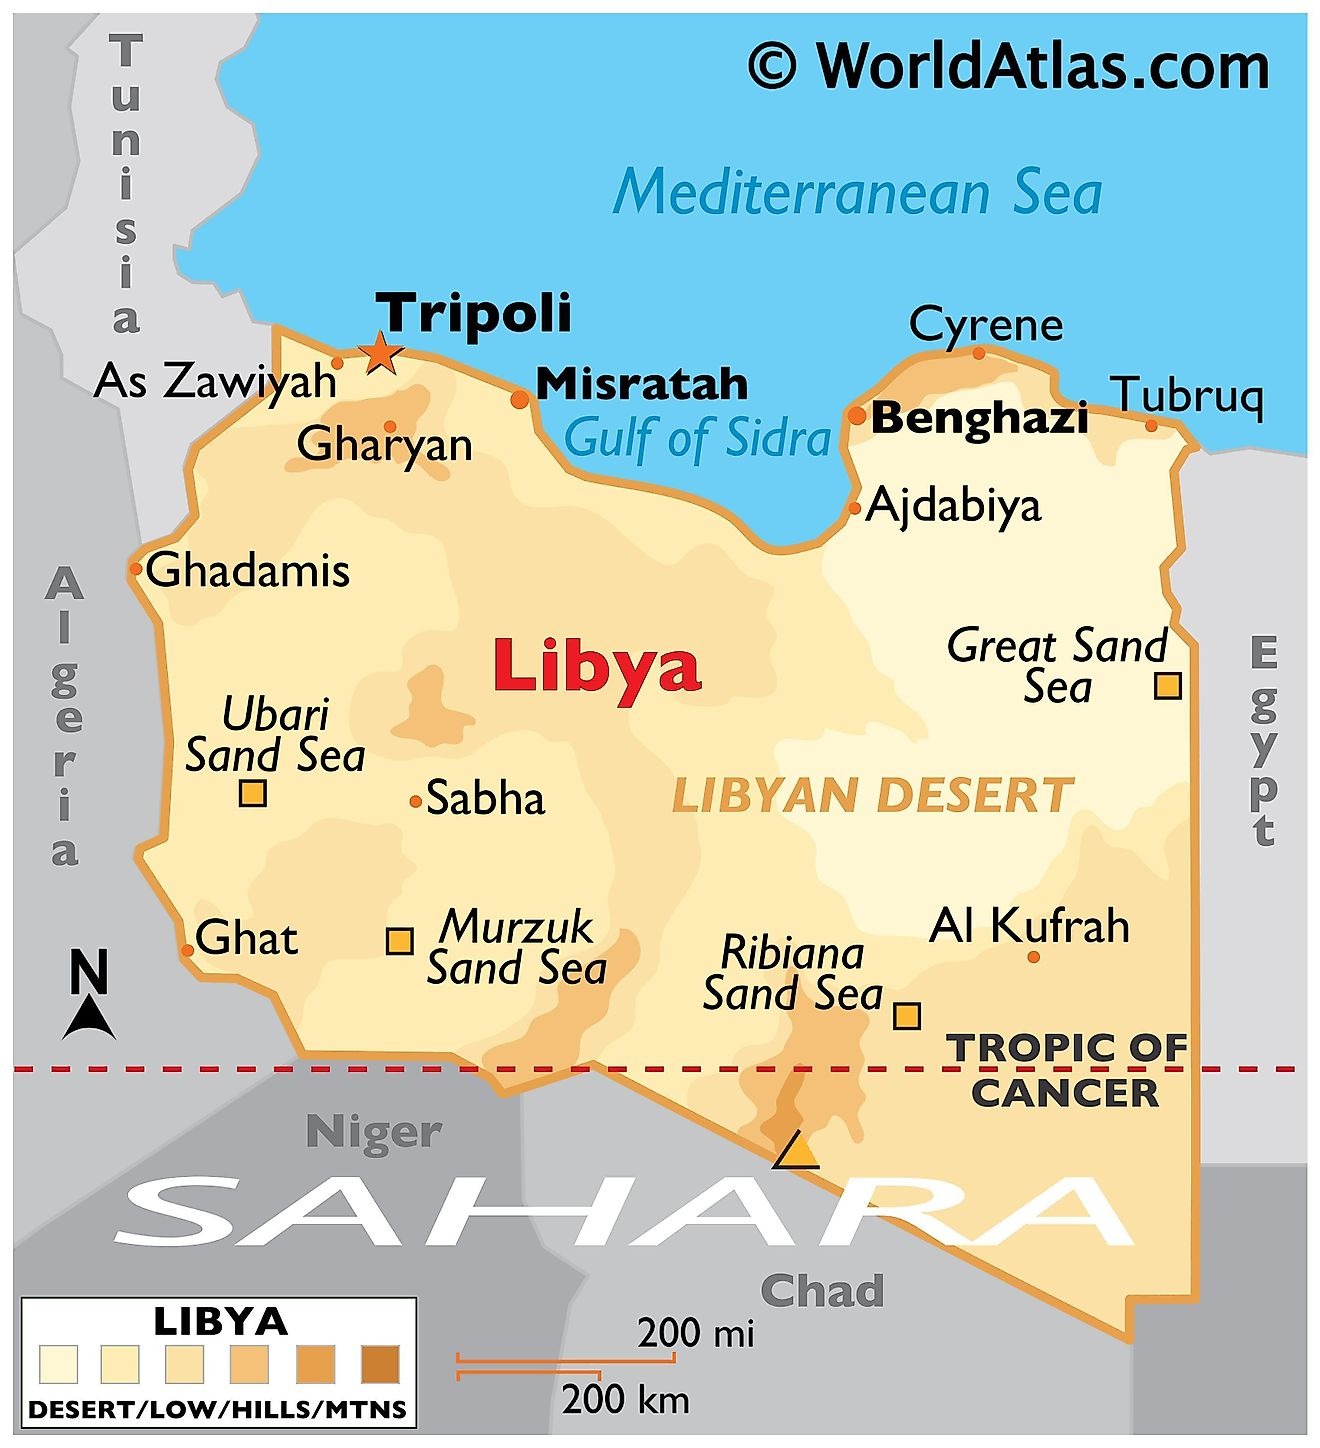 © WorldAtlas.com
Tunisia
Mediterranean Sea
Tripoli
Cyrene
As Zawiyah
Misratah
Tubruq
Gulf of Sidra
Benghazi
Gharyan
Ajdabiya
Ghadamis
Algeria
Libya
Great Sand
Sea
Egypt
Ubari
Sand Sea
Sabha
LIBYAN DESERT
Ghat
Murzuk
Sand Sea
Ribiana
Sand Sea
Al Kufrah
N
TROPIC OF
CANCER
Niger
SAHARA
Chad
LIBYA
DESERT/LOW/HILLS/MTNS
200 mi
200 km